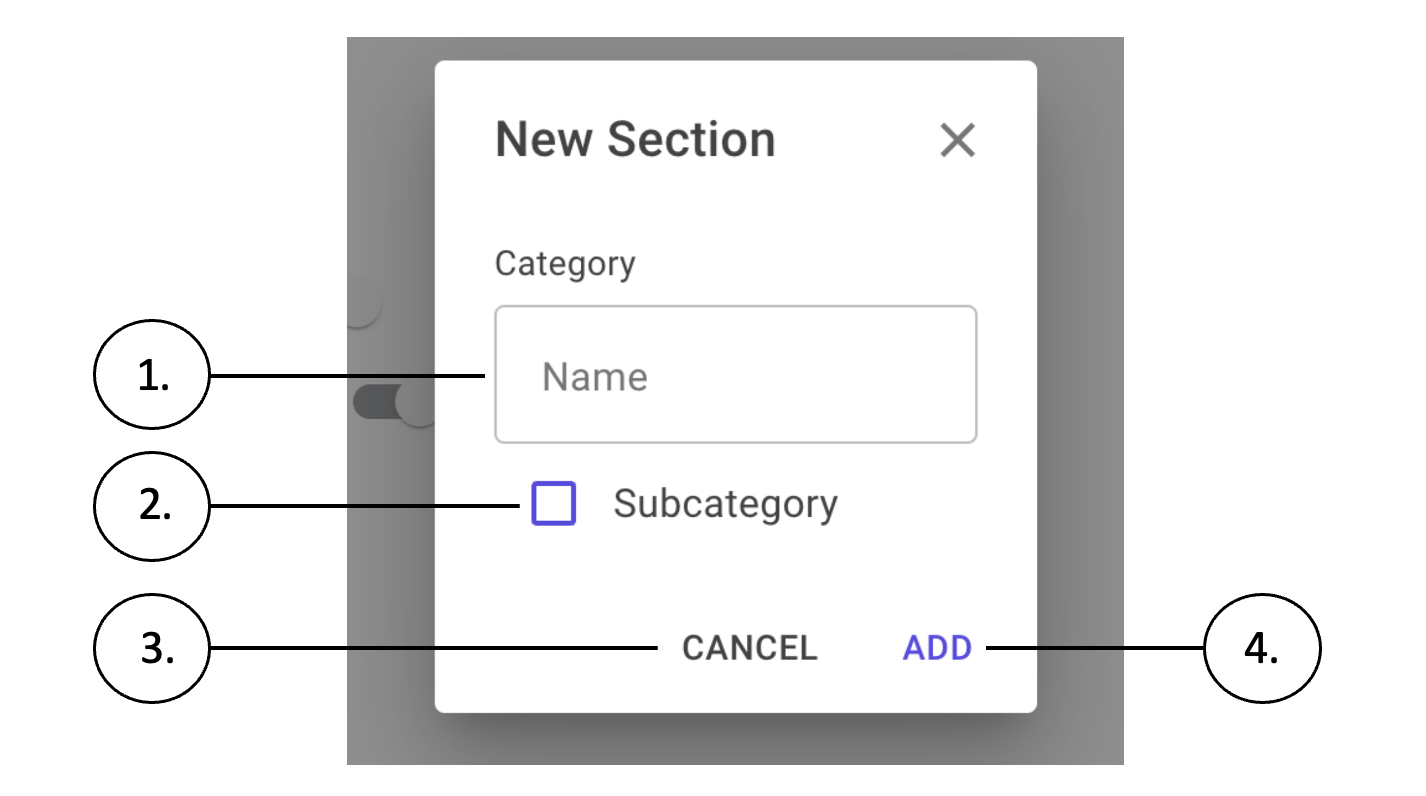 New Section
Category
1.
Name
2.
Subcategory
3.
CANCEL
ADD
4.